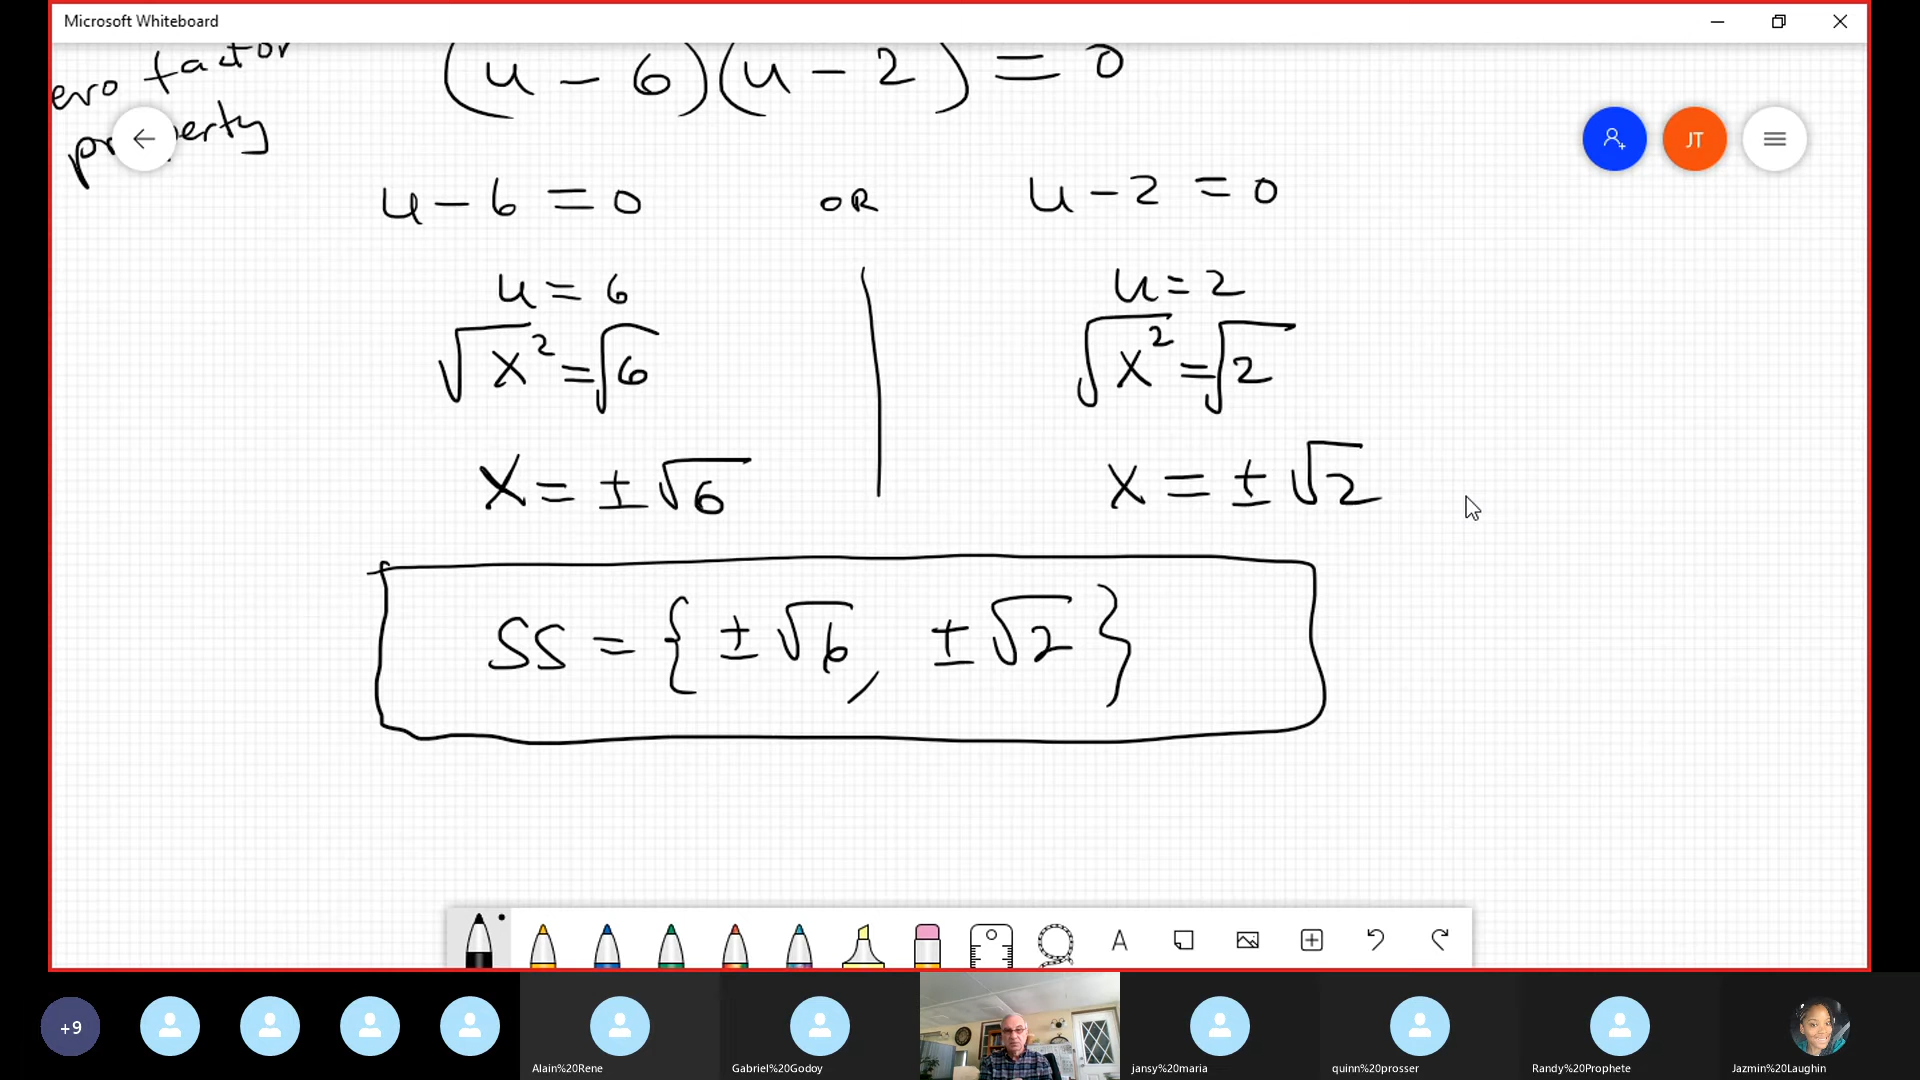 Microsoft Whiteboard
ero factor
property
(u - 6)(u - 2) = 0
u - 6 = 0 OR u - 2 = 0
u = 6 u = 2
√x² = √6 √x² = √2
x = ± √6 x = ± √2
SS = { ± √6, ± √2 }
JT
A
+9
Alain%20Rene
Gabriel%20Godoy
jansy%20maria
quinn%20prosser
Randy%20Prophete
Jazmin%20Laughin